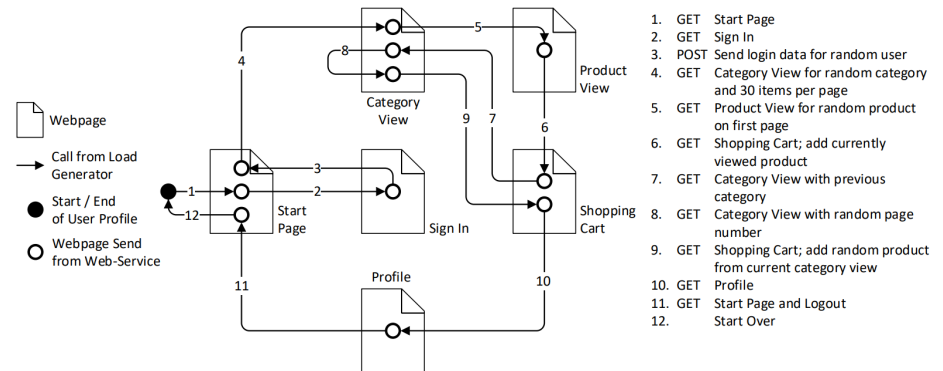 Webpage
Call from Load
Generator
Start / End
of User Profile
Webpage Send
from Web-Service
1
2
3
4
5
6
7
8
9
10
11
12
Category
View
Product
View
Start
Page
Sign In
Shopping
Cart
Profile
1. GET Start Page
2. GET Sign In
3. POST Send login data for random user
4. GET Category View for random category
and 30 items per page
5. GET Product View for random product
on first page
6. GET Shopping Cart; add currently
viewed product
7. GET Category View with previous
category
8. GET Category View with random page
number
9. GET Shopping Cart; add random product
from current category view
10. GET Profile
11. GET Start Page and Logout
12. Start Over